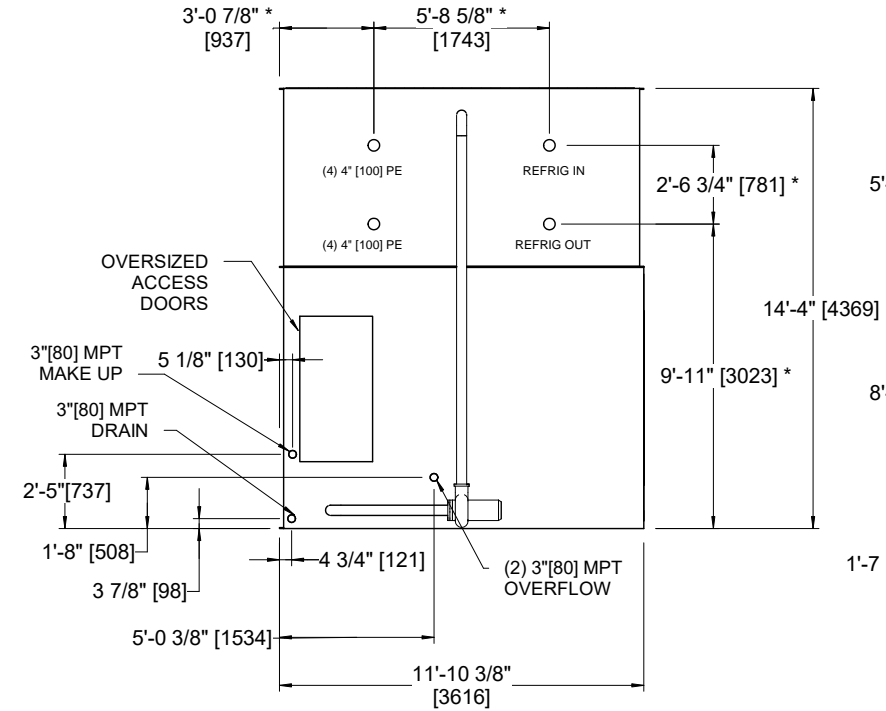 3'-0 7/8" *
[937]
5'-8 5/8" *
[1743]
(4) 4" [100] PE
REFRIG IN
2'-6 3/4" [781] *
5'-
(4) 4" [100] PE
REFRIG OUT
OVERSIZED
ACCESS
DOORS
14'-4" [4369]
3"[80] MPT
MAKE UP
5 1/8" [130]
9'-11" [3023] *
8'-
3"[80] MPT
DRAIN
2'-5"[737]
1'-8" [508]
4 3/4" [121]
(2) 3"[80] MPT
OVERFLOW
1'-7
3 7/8" [98]
5'-0 3/8" [1534]
11'-10 3/8"
[3616]